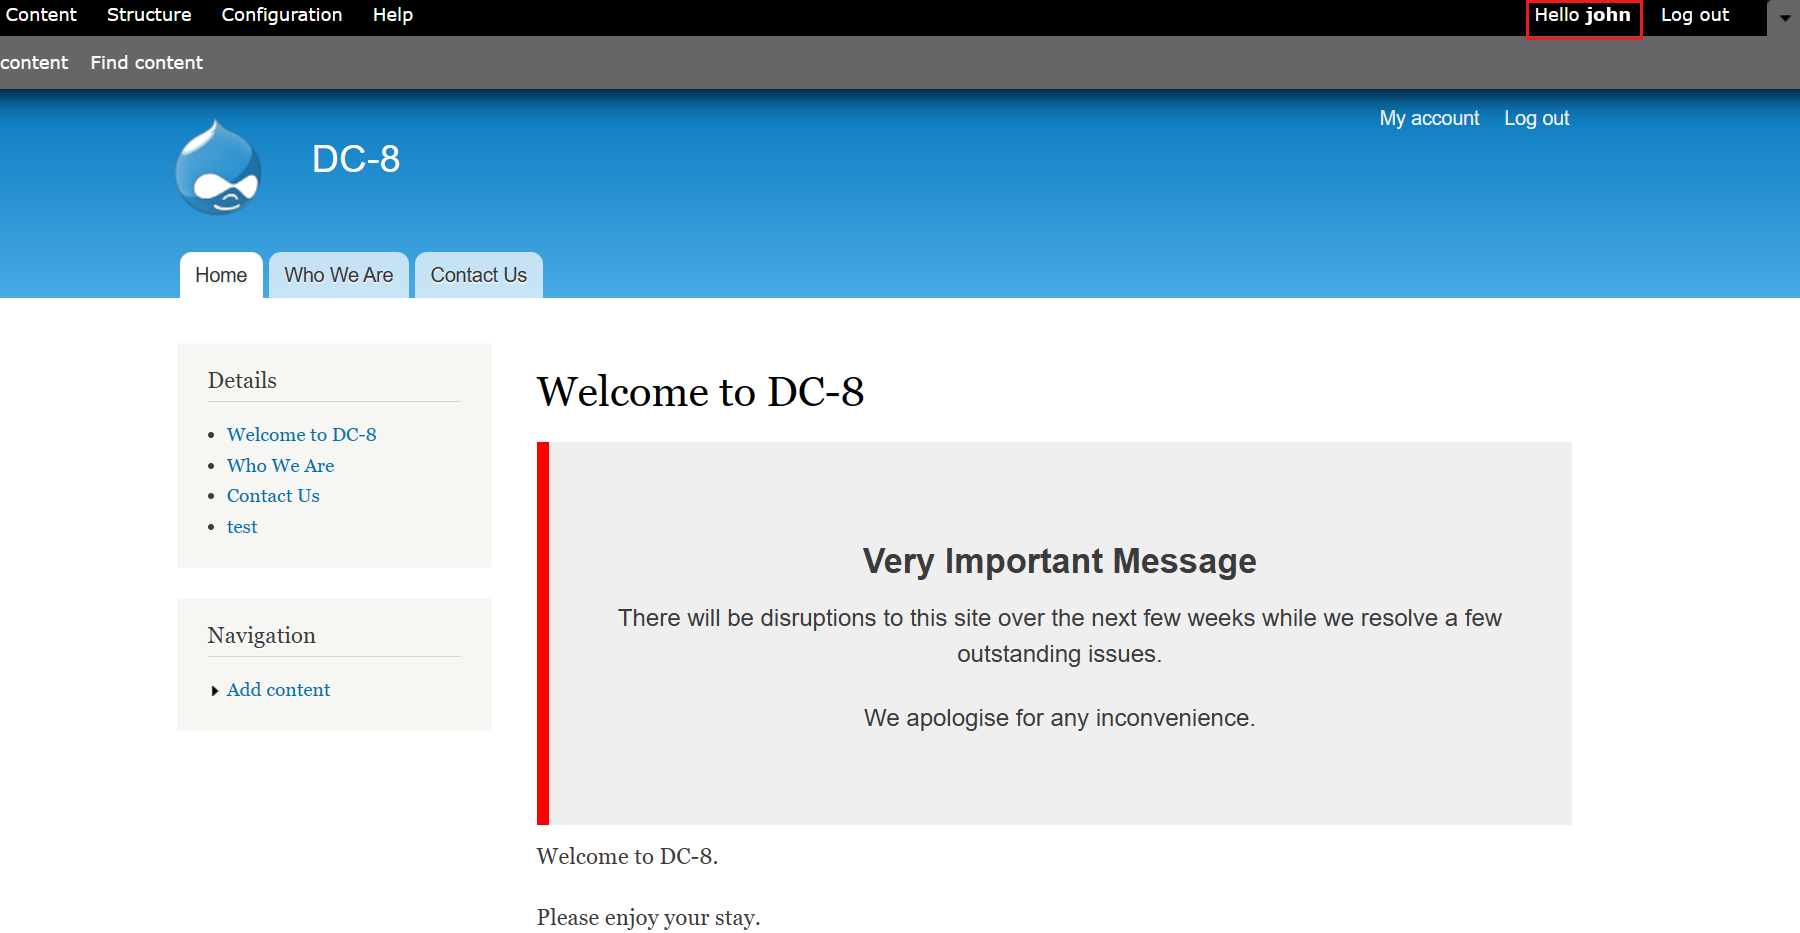 Content Structure Configuration Help Hello john Log out
content Find content
My account Log out
DC-8
Home Who We Are Contact Us
Details
Welcome to DC-8
Who We Are
Contact Us
test
Navigation
Add content
Welcome to DC-8
Very Important Message
There will be disruptions to this site over the next few weeks while we resolve a few
outstanding issues.
We apologise for any inconvenience.
Welcome to DC-8.
Please enjoy your stay.